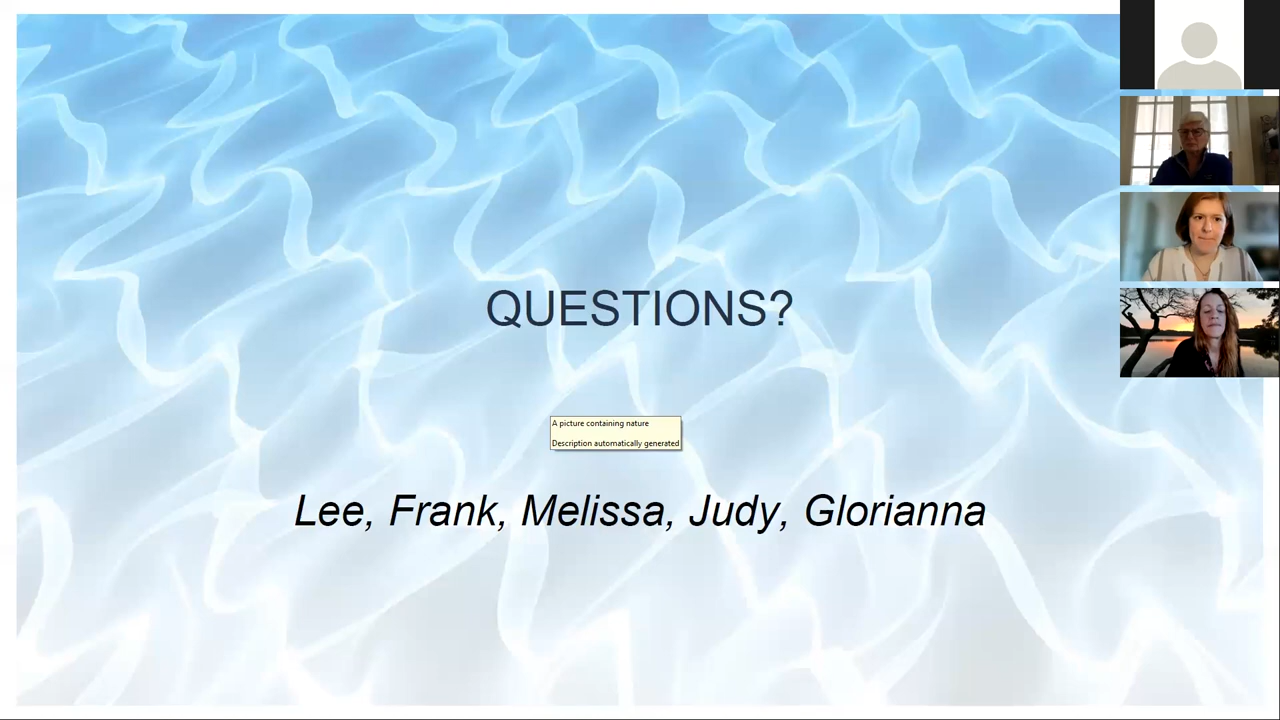 QUESTIONS?
A picture containing nature
Description automatically generated
Lee, Frank, Melissa, Judy, Glorianna